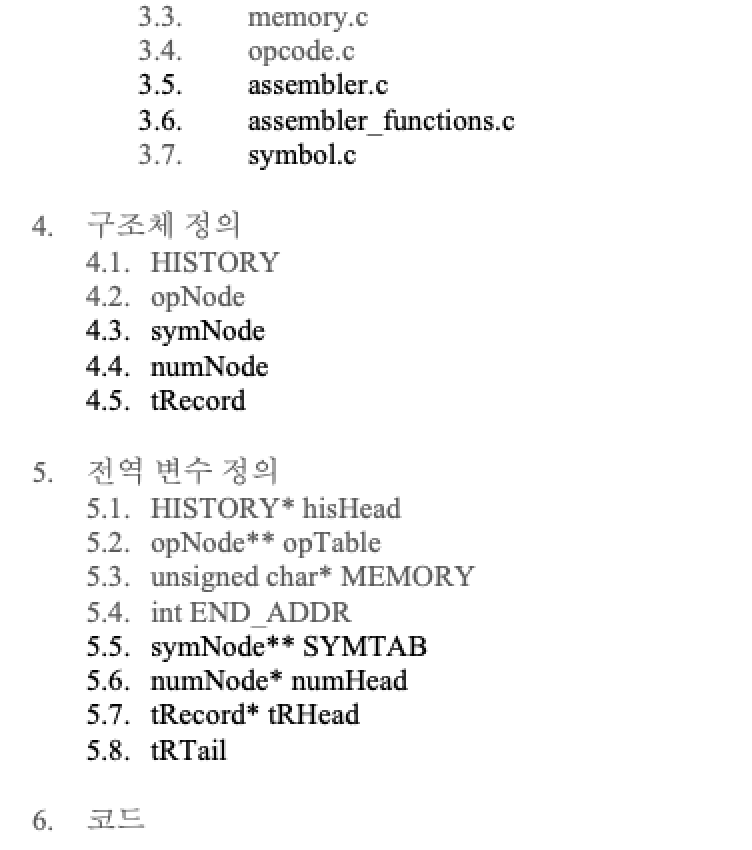 3.3. memory.c
3.4. opcode.c
3.5. assembler.c
3.6. assembler_functions.c
3.7. symbol.c
4. 구조체 정의
4.1. HISTORY
4.2. opNode
4.3. symNode
4.4. numNode
4.5. tRecord
5. 전역 변수 정의
5.1. HISTORY* hisHead
5.2. opNode** opTable
5.3. unsigned char* MEMORY
5.4. int END_ADDR
5.5. symNode** SYMTAB
5.6. numNode* numHead
5.7. tRecord* tRHead
5.8. tRTail
6. 코드